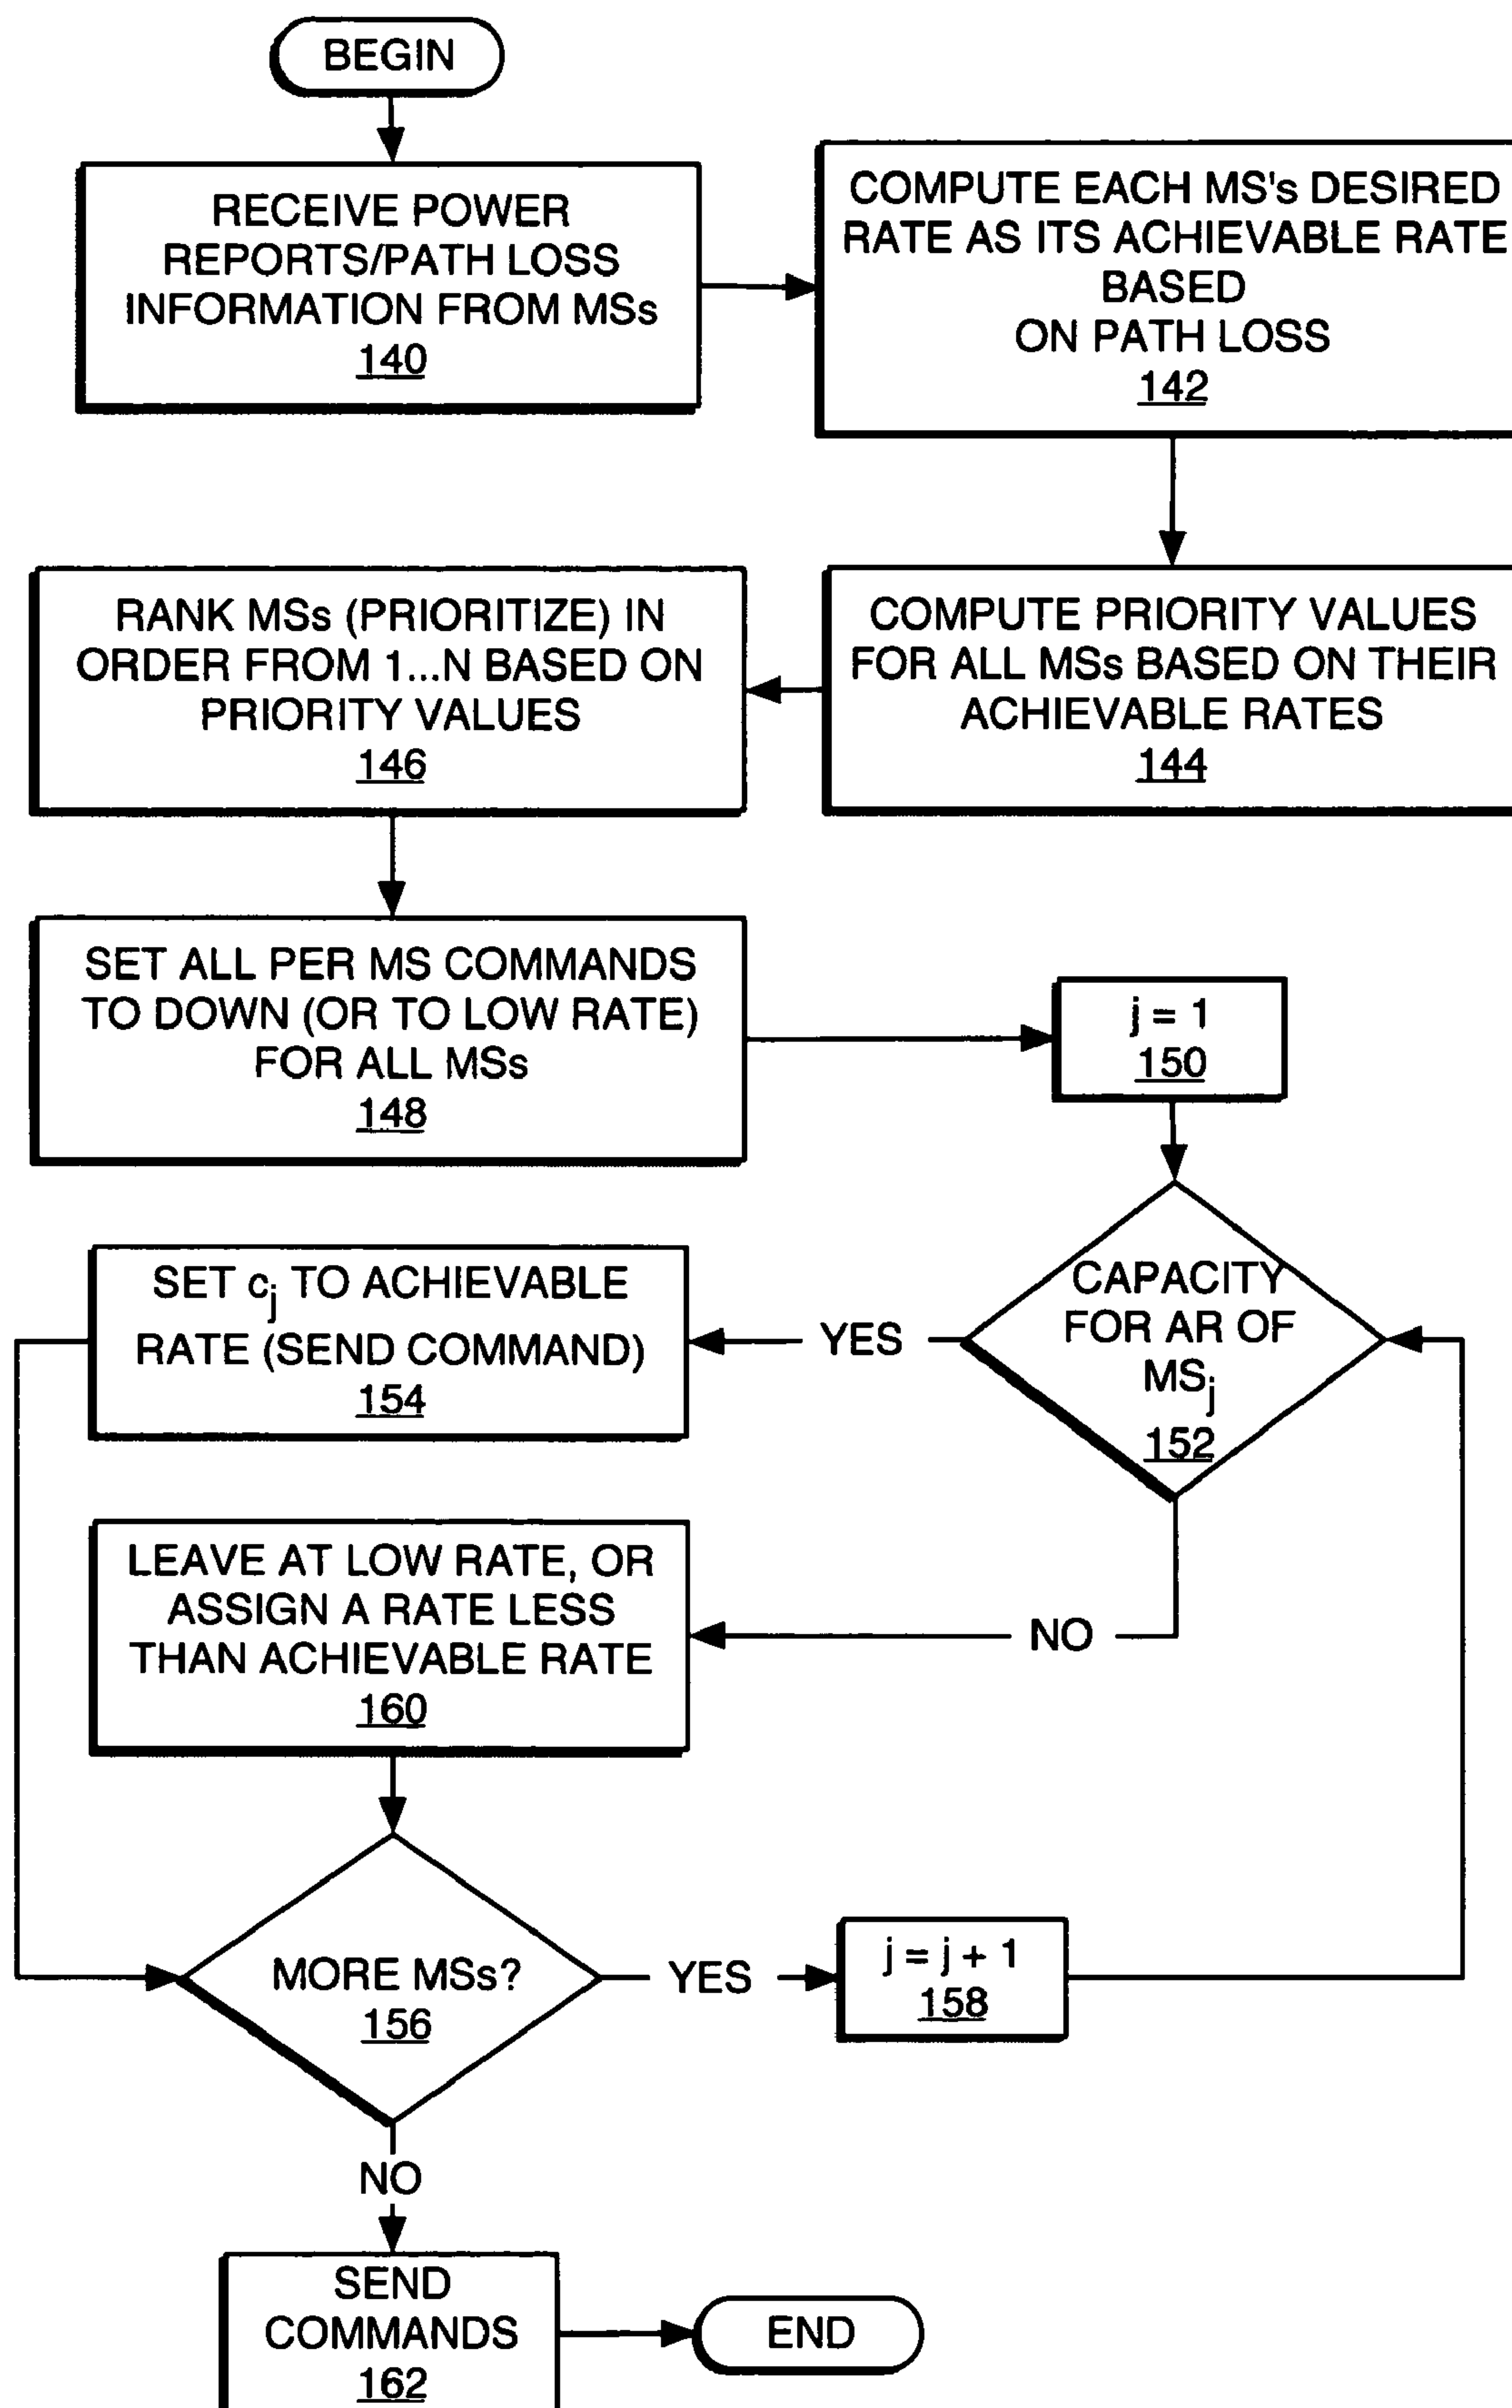 BEGIN
RECEIVE POWER
REPORTS/PATH LOSS
INFORMATION FROM MSs
140
COMPUTE EACH MS's DESIRED
RATE AS ITS ACHIEVABLE RATE
BASED
ON PATH LOSS
142
COMPUTE PRIORITY VALUES
FOR ALL MSs BASED ON THEIR
ACHIEVABLE RATES
144
RANK MSs (PRIORITIZE) IN
ORDER FROM 1...N BASED ON
PRIORITY VALUES
146
SET ALL PER MS COMMANDS
TO DOWN (OR TO LOW RATE)
FOR ALL MSs
148
j = 1
150
CAPACITY
FOR AR OF
MSj
152
YES
SET cj TO ACHIEVABLE
RATE (SEND COMMAND)
154
NO
LEAVE AT LOW RATE, OR
ASSIGN A RATE LESS
THAN ACHIEVABLE RATE
160
MORE MSs?
156
YES
j = j + 1
158
NO
SEND
COMMANDS
162
END